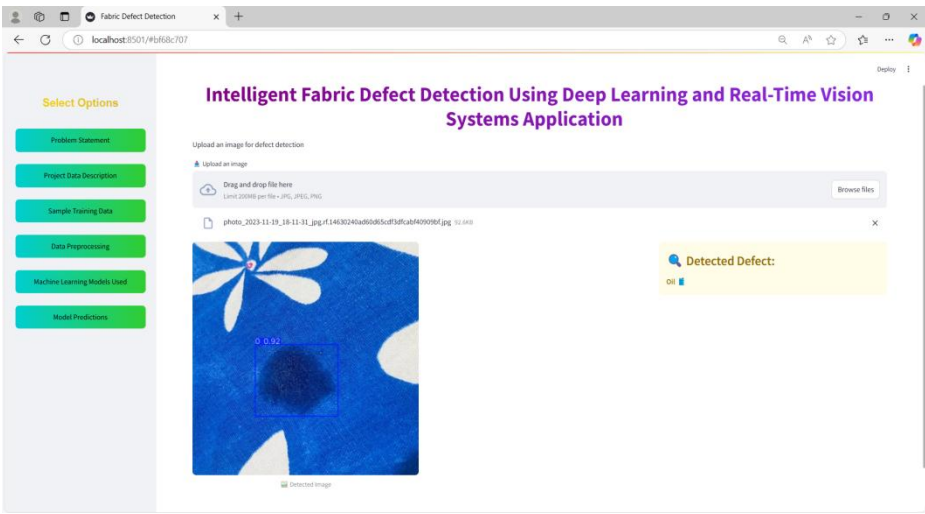 Fabric Defect Detection
localhost:8501/#bf68c707
Deploy
Select Options
Problem Statement
Project Data Description
Sample Training Data
Data Preprocessing
Machine Learning Models Used
Model Predictions
Intelligent Fabric Defect Detection Using Deep Learning and Real-Time Vision
Systems Application
Upload an image for defect detection
Upload an image
Drag and drop file here
Limit 200MB per file • JPG, JPEG, PNG
Browse files
photo_2023-11-19_18-11-31_jpg.rf.14630240ad60d65cdf3dfcabf40909bf.jpg 92.6KB
0 0.92
Detected Defect:
Oil
Detected Image